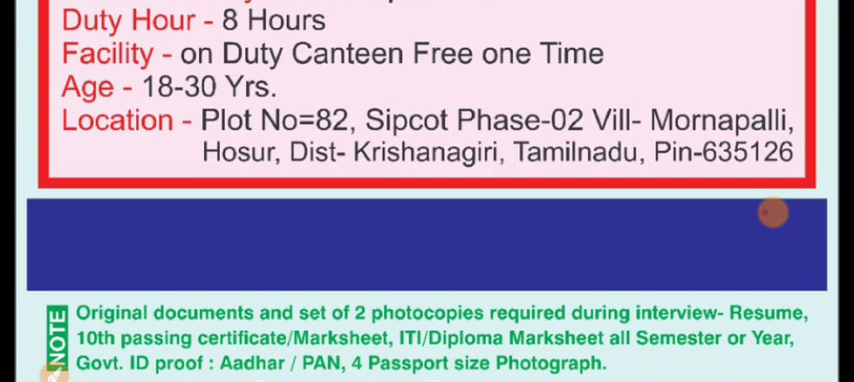 Duty Hour - 8 Hours
Facility - on Duty Canteen Free one Time
Age - 18-30 Yrs.
Location - Plot No=82, Sipcot Phase-02 Vill- Mornapalli,
Hosur, Dist- Krishanagiri, Tamilnadu, Pin-635126
NOTE
Original documents and set of 2 photocopies required during interview- Resume,
10th passing certificate/Marksheet, ITI/Diploma Marksheet all Semester or Year,
Govt. ID proof : Aadhar / PAN, 4 Passport size Photograph.